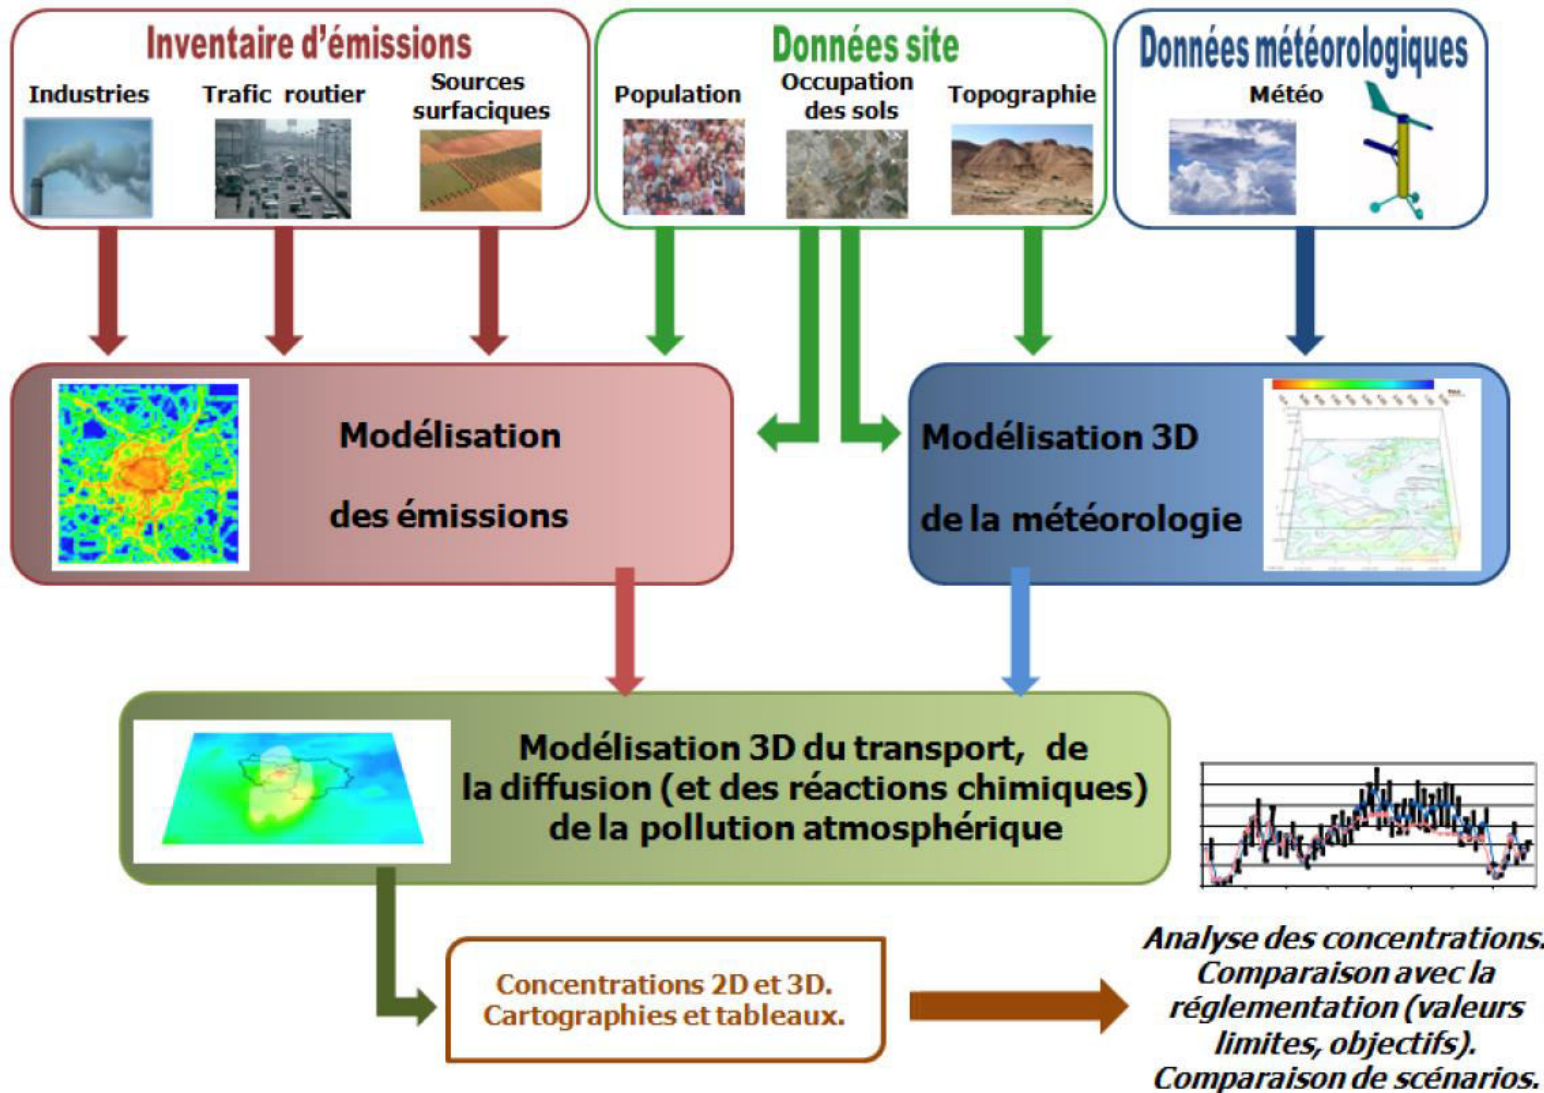 Inventaire d'émissions
Industries
Trafic routier
Sources
surfaciques
Données site
Population
Occupation
des sols
Topographie
Données météorologiques
Météo
Modélisation
des émissions
Modélisation 3D
de la météorologie
Modélisation 3D du transport, de
la diffusion (et des réactions chimiques)
de la pollution atmosphérique
Concentrations 2D et 3D.
Cartographies et tableaux.
Analyse des concentrations.
Comparaison avec la
réglementation (valeurs
limites, objectifs).
Comparaison de scénarios.